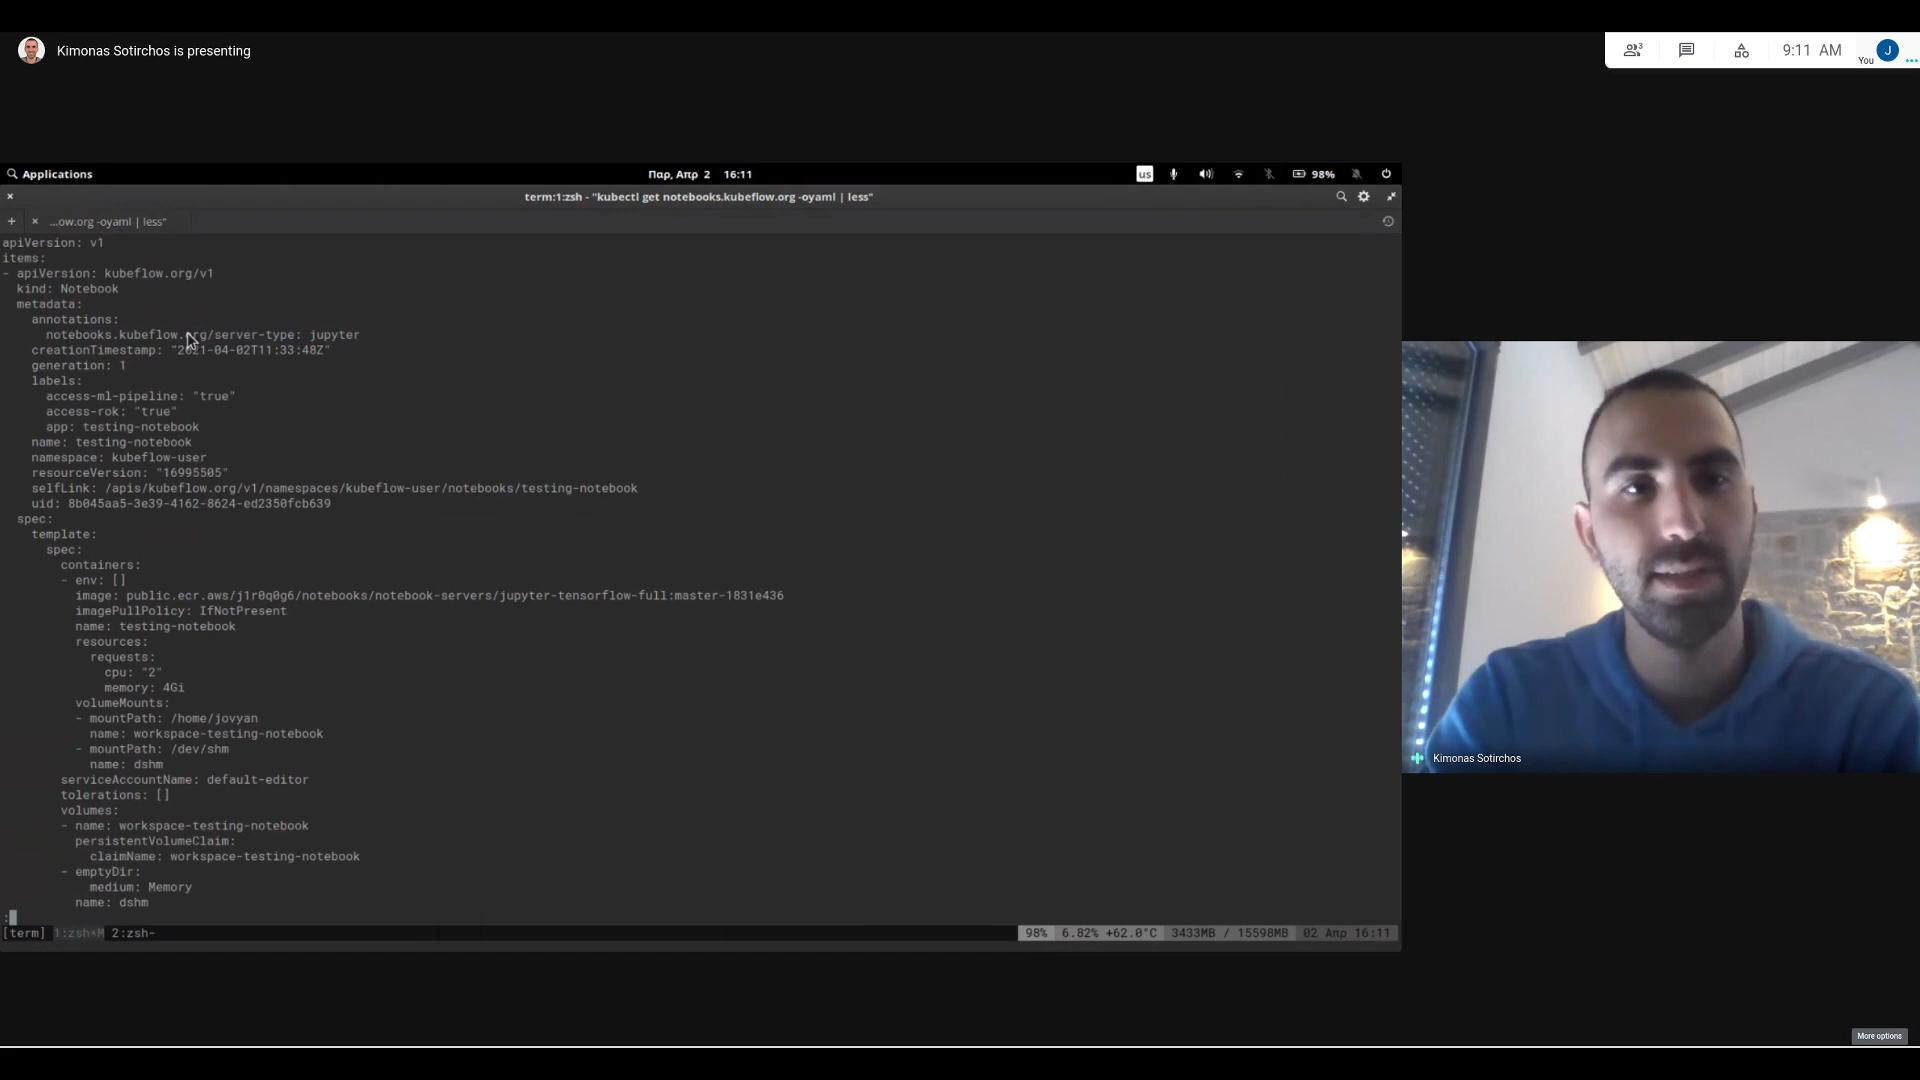 Kimonas Sotirchos is presenting
3
9:11 AM
You
J
Applications
Παρ, Απρ 2 16:11
us
98%
term:1:zsh - "kubectl get notebooks.kubeflow.org -oyaml | less"
+ × ...ow.org -oyaml | less"
apiVersion: v1
items:
- apiVersion: kubeflow.org/v1
  kind: Notebook
  metadata:
    annotations:
      notebooks.kubeflow.org/server-type: jupyter
    creationTimestamp: "2021-04-02T11:33:48Z"
    generation: 1
    labels:
      access-ml-pipeline: "true"
      access-rok: "true"
      app: testing-notebook
    name: testing-notebook
    namespace: kubeflow-user
    resourceVersion: "16995505"
    selfLink: /apis/kubeflow.org/v1/namespaces/kubeflow-user/notebooks/testing-notebook
    uid: 8b045aa5-3e39-4162-8624-ed2350fcb639
  spec:
    template:
      spec:
        containers:
        - env: []
          image: public.ecr.aws/j1r0q0g6/notebooks/notebook-servers/jupyter-tensorflow-full:master-1831e436
          imagePullPolicy: IfNotPresent
          name: testing-notebook
          resources:
            requests:
              cpu: "2"
              memory: 4Gi
          volumeMounts:
          - mountPath: /home/jovyan
            name: workspace-testing-notebook
          - mountPath: /dev/shm
            name: dshm
        serviceAccountName: default-editor
        tolerations: []
        volumes:
        - name: workspace-testing-notebook
          persistentVolumeClaim:
            claimName: workspace-testing-notebook
        - emptyDir:
            medium: Memory
          name: dshm
:
[term] 1:zsh*M 2:zsh-
98% 6.82% +62.0°C 3433MB / 15598MB 02 Απρ 16:11
Kimonas Sotirchos
More options